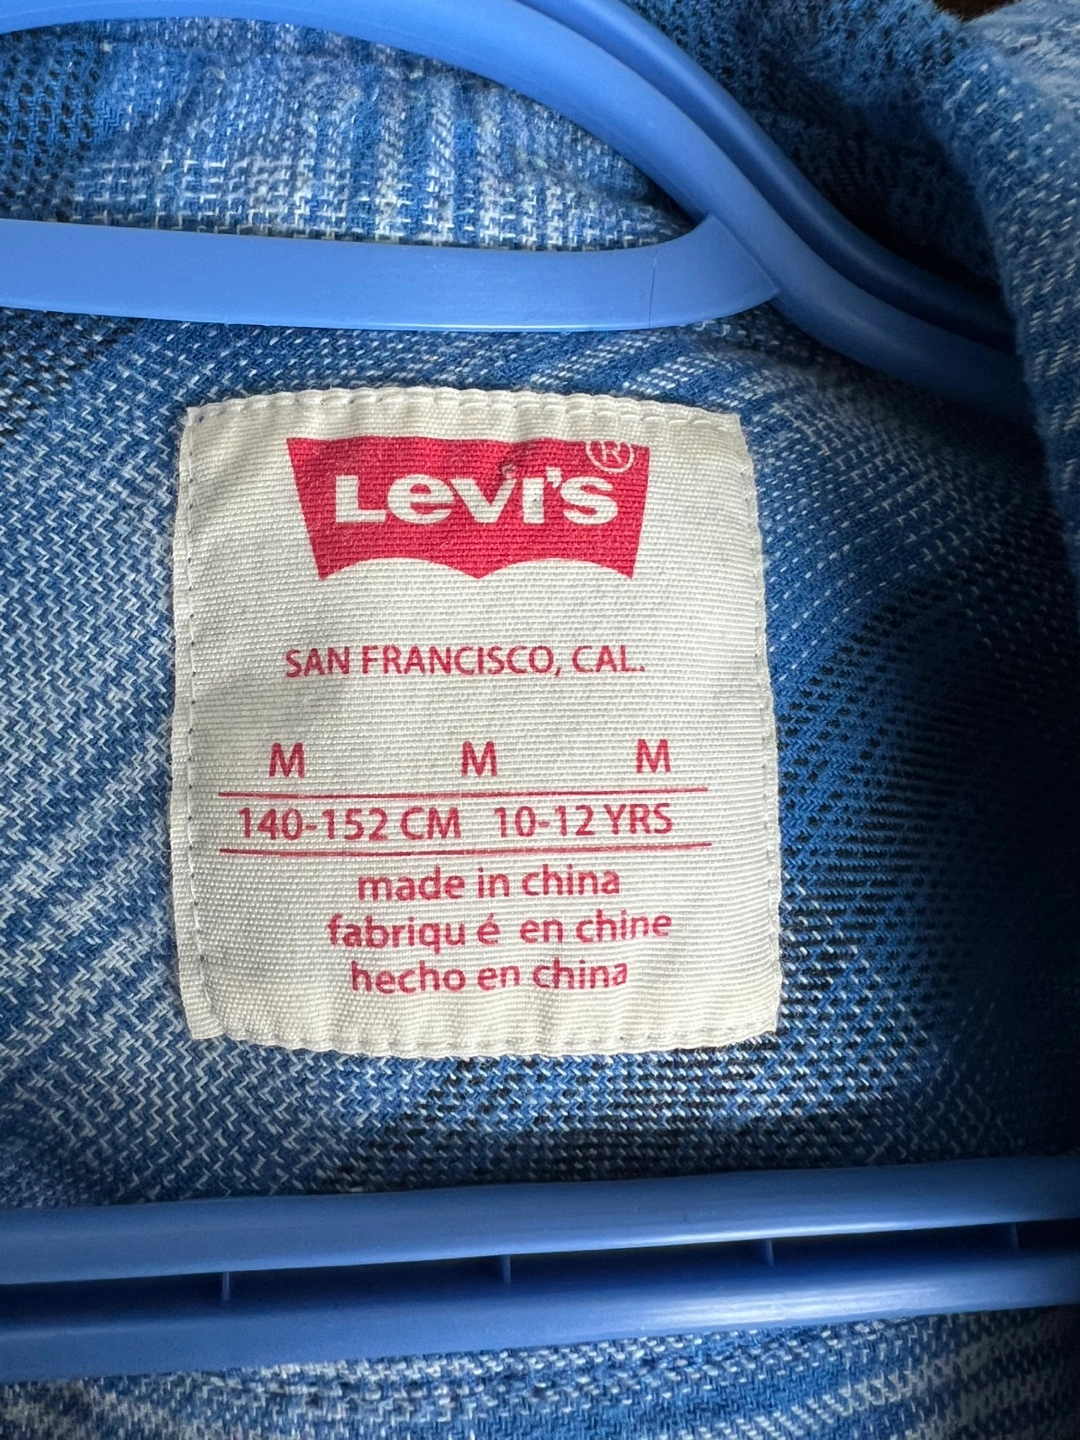 Levi's ®
SAN FRANCISCO, CAL.
M M M
140-152 CM 10-12 YRS
made in china
fabriqu é en chine
hecho en china